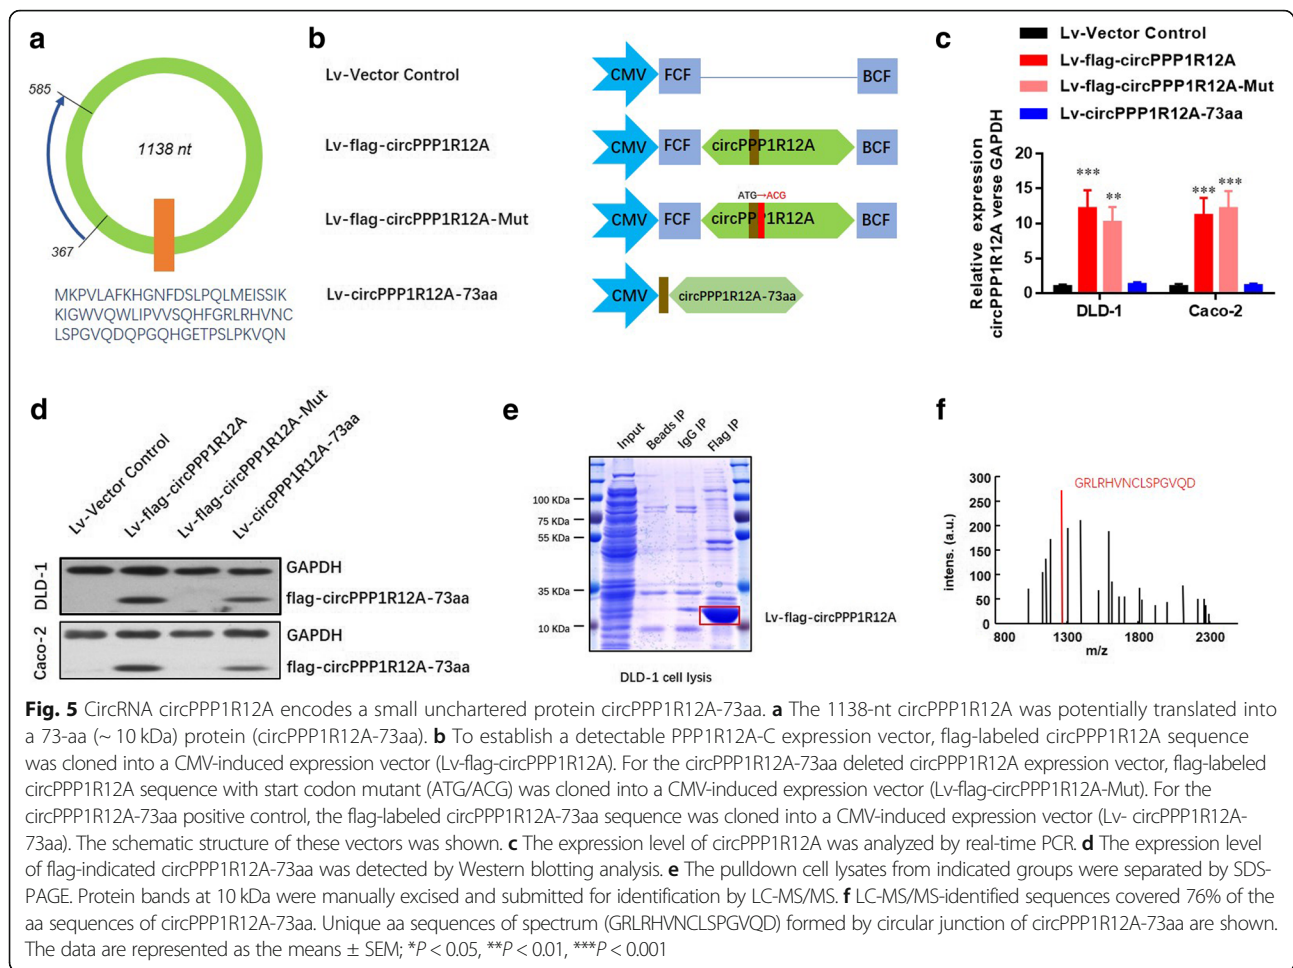 a
585
1138 nt
367
MKPVLAFKHGNFDSLPQLMEISSIK
KIGWVQWLIPVVSQHFGRLRHVNC
LSPGVQDQPGQHGETPSLPKVQN
b
Lv-Vector Control
CMV
FCF
BCF
Lv-flag-circPPP1R12A
CMV
FCF
circPPP1R12A
BCF
ATG→ACG
Lv-flag-circPPP1R12A-Mut
CMV
FCF
circPPP1R12A
BCF
Lv-circPPP1R12A-73aa
CMV
circPPP1R12A-73aa
c
Lv-Vector Control
Lv-flag-circPPP1R12A
Lv-flag-circPPP1R12A-Mut
Lv-circPPP1R12A-73aa
Relative expression
circPPP1R12A verse GAPDH
20
15
10
5
0
***
**
***
***
DLD-1
Caco-2
d
Lv-Vector Control
Lv-flag-circPPP1R12A
Lv-flag-circPPP1R12A-Mut
Lv-circPPP1R12A-73aa
DLD-1
GAPDH
flag-circPPP1R12A-73aa
Caco-2
GAPDH
flag-circPPP1R12A-73aa
e
Input
Beads IP
IgG IP
Flag IP
100 KDa
75 KDa
55 KDa
35 KDa
10 KDa
Lv-flag-circPPP1R12A
DLD-1 cell lysis
f
GRLRHVNCLSPGVQD
intens. (a.u.)
300
250
200
150
100
50
0
800
1300
1800
2300
m/z
Fig. 5 CircRNA circPPP1R12A encodes a small unchartered protein circPPP1R12A-73aa. a The 1138-nt circPPP1R12A was potentially translated into
a 73-aa (~ 10 kDa) protein (circPPP1R12A-73aa). b To establish a detectable PPP1R12A-C expression vector, flag-labeled circPPP1R12A sequence
was cloned into a CMV-induced expression vector (Lv-flag-circPPP1R12A). For the circPPP1R12A-73aa deleted circPPP1R12A expression vector, flag-labeled
circPPP1R12A sequence with start codon mutant (ATG/ACG) was cloned into a CMV-induced expression vector (Lv-flag-circPPP1R12A-Mut). For the
circPPP1R12A-73aa positive control, the flag-labeled circPPP1R12A-73aa sequence was cloned into a CMV-induced expression vector (Lv- circPPP1R12A-
73aa). The schematic structure of these vectors was shown. c The expression level of circPPP1R12A was analyzed by real-time PCR. d The expression level
of flag-indicated circPPP1R12A-73aa was detected by Western blotting analysis. e The pulldown cell lysates from indicated groups were separated by SDS-
PAGE. Protein bands at 10 kDa were manually excised and submitted for identification by LC-MS/MS. f LC-MS/MS-identified sequences covered 76% of the
aa sequences of circPPP1R12A-73aa. Unique aa sequences of spectrum (GRLRHVNCLSPGVQD) formed by circular junction of circPPP1R12A-73aa are shown.
The data are represented as the means ± SEM; *P < 0.05, **P < 0.01, ***P < 0.001